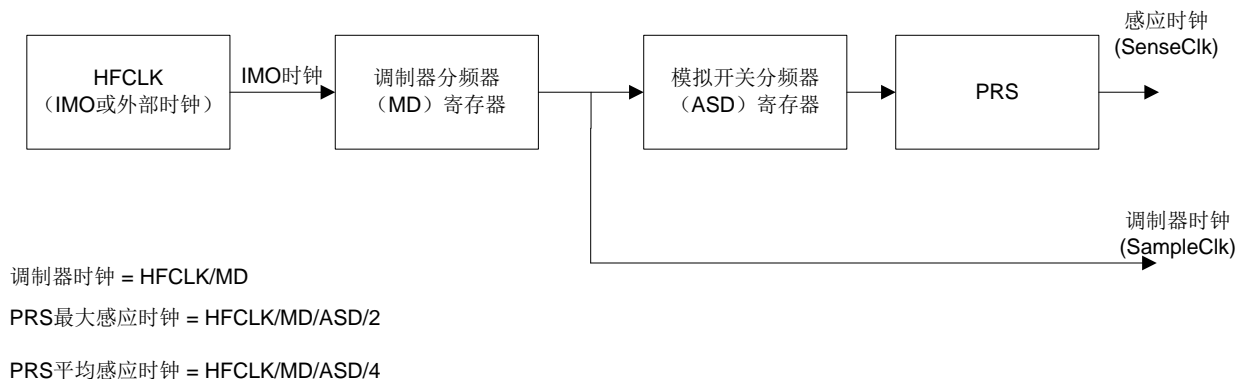 HFCLK
（IMO或外部时钟）
IMO时钟
调制器分频器
（MD）寄存器
模拟开关分频器
（ASD）寄存器
PRS
感应时钟
(SenseClk)
调制器时钟
(SampleClk)
调制器时钟 = HFCLK/MD
PRS最大感应时钟 = HFCLK/MD/ASD/2
PRS平均感应时钟 = HFCLK/MD/ASD/4